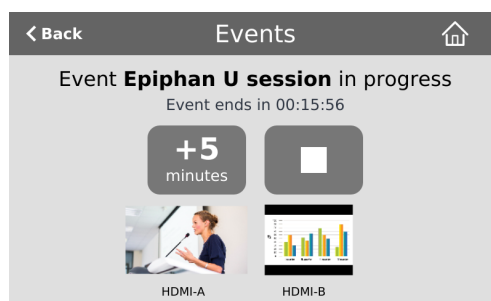 Back
Events
Event Epiphan U session in progress
Event ends in 00:15:56
+5
minutes
HDMI-A
HDMI-B